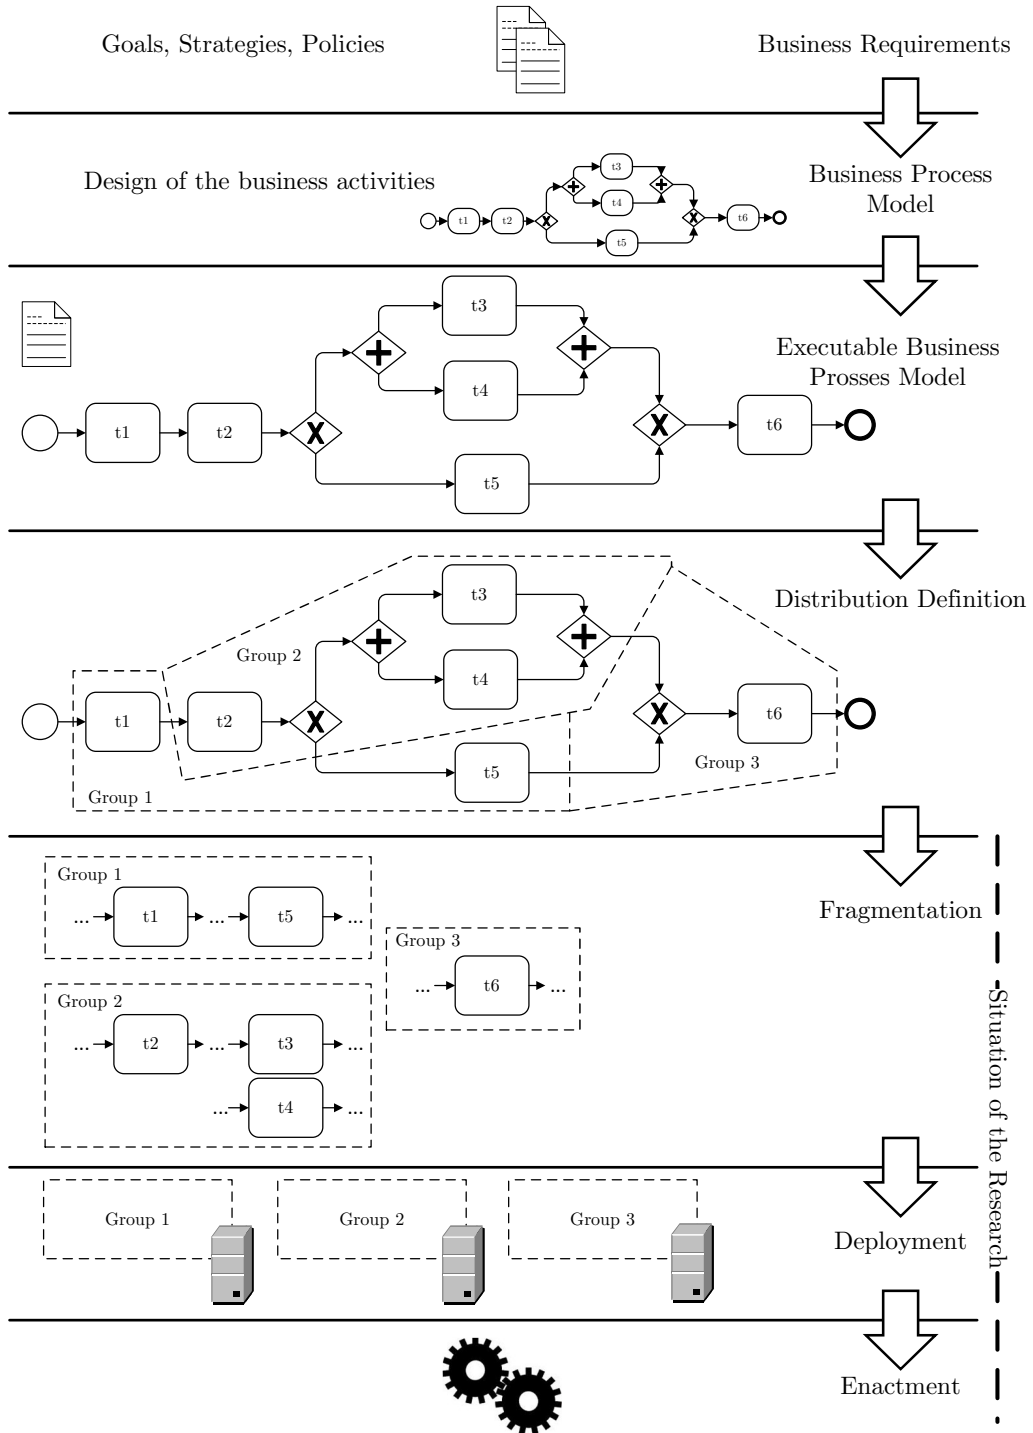 Goals, Strategies, Policies
Business Requirements
Design of the business activities
t1
t2
t3
t4
t5
t6
Business Process
Model
t1
t2
t3
t4
t5
t6
Executable Business
Prosses Model
Distribution Definition
t1
t2
t3
t4
t5
t6
Group 2
Group 1
Group 3
Fragmentation
Group 1
... t1 ... t5 ...
Group 3
... t6 ...
Group 2
... t2 ... t3 ...
... t4 ...
Situation of the Research
Group 1
Group 2
Group 3
Deployment
Enactment